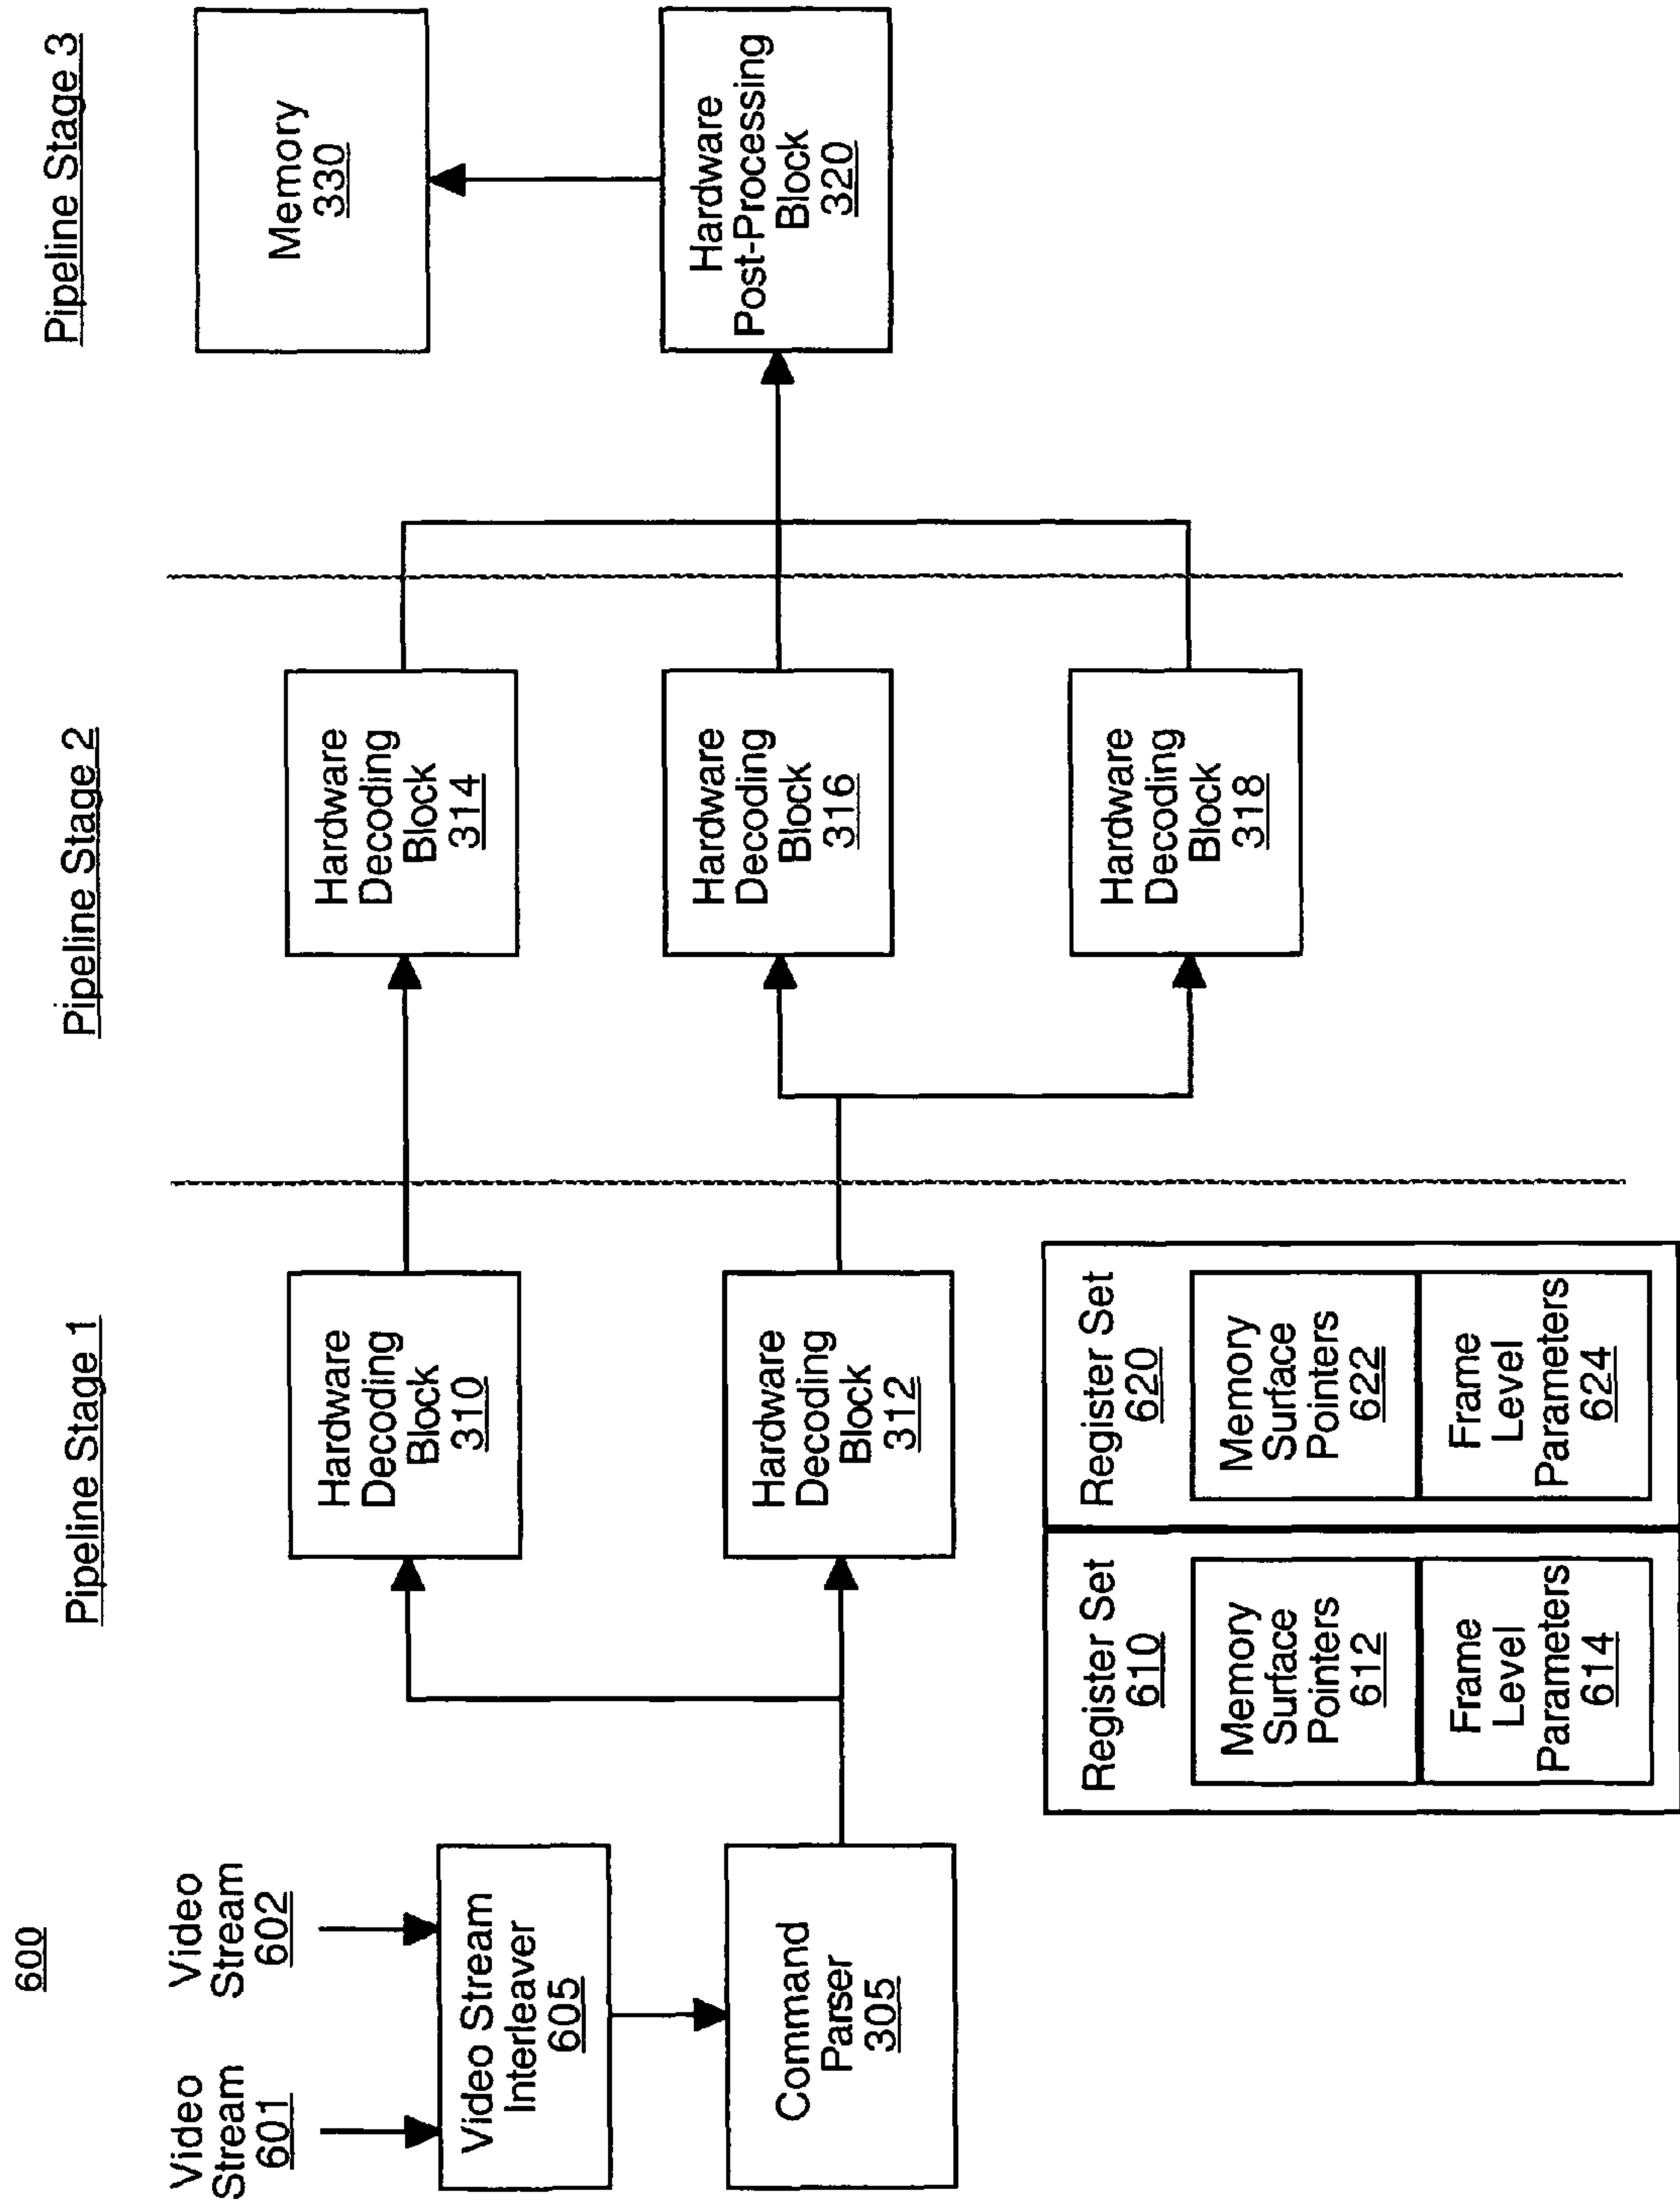 600
Pipeline Stage 1
Pipeline Stage 2
Pipeline Stage 3
Video
Stream
601
Video
Stream
602
Video Stream
Interleaver
605
Command
Parser
305
Hardware
Decoding
Block
310
Hardware
Decoding
Block
312
Hardware
Decoding
Block
314
Hardware
Decoding
Block
316
Hardware
Decoding
Block
318
Memory
330
Hardware
Post-Processing
Block
320
Register Set
610
Memory
Surface
Pointers
612
Frame
Level
Parameters
614
Register Set
620
Memory
Surface
Pointers
622
Frame
Level
Parameters
624